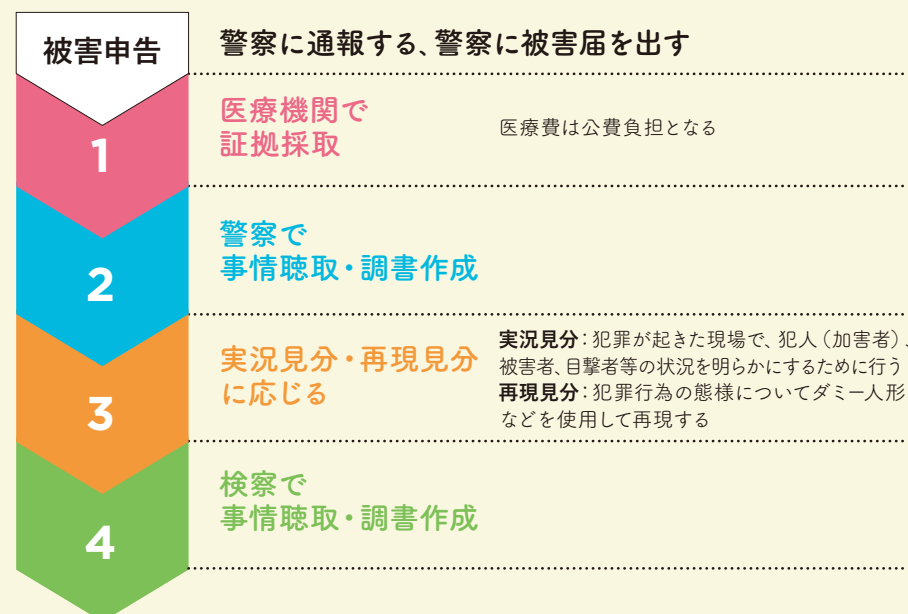 被害申告
警察に通報する、警察に被害届を出す
1
医療機関で
証拠採取
医療費は公費負担となる
2
警察で
事情聴取・調書作成
3
実況見分・再現見分
に応じる
実況見分：犯罪が起きた現場で、犯人（加害者）、
被害者、目撃者等の状況を明らかにするために行う
再現見分：犯罪行為の態様についてダミー人形
などを使用して再現する
4
検察で
事情聴取・調書作成